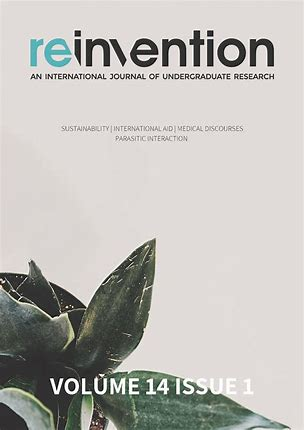 reinvention
AN INTERNATIONAL JOURNAL OF UNDERGRADUATE RESEARCH
SUSTAINABILITY | INTERNATIONAL AID | MEDICAL DISCOURSES
PARASITIC INTERACTION
VOLUME 14 ISSUE 1